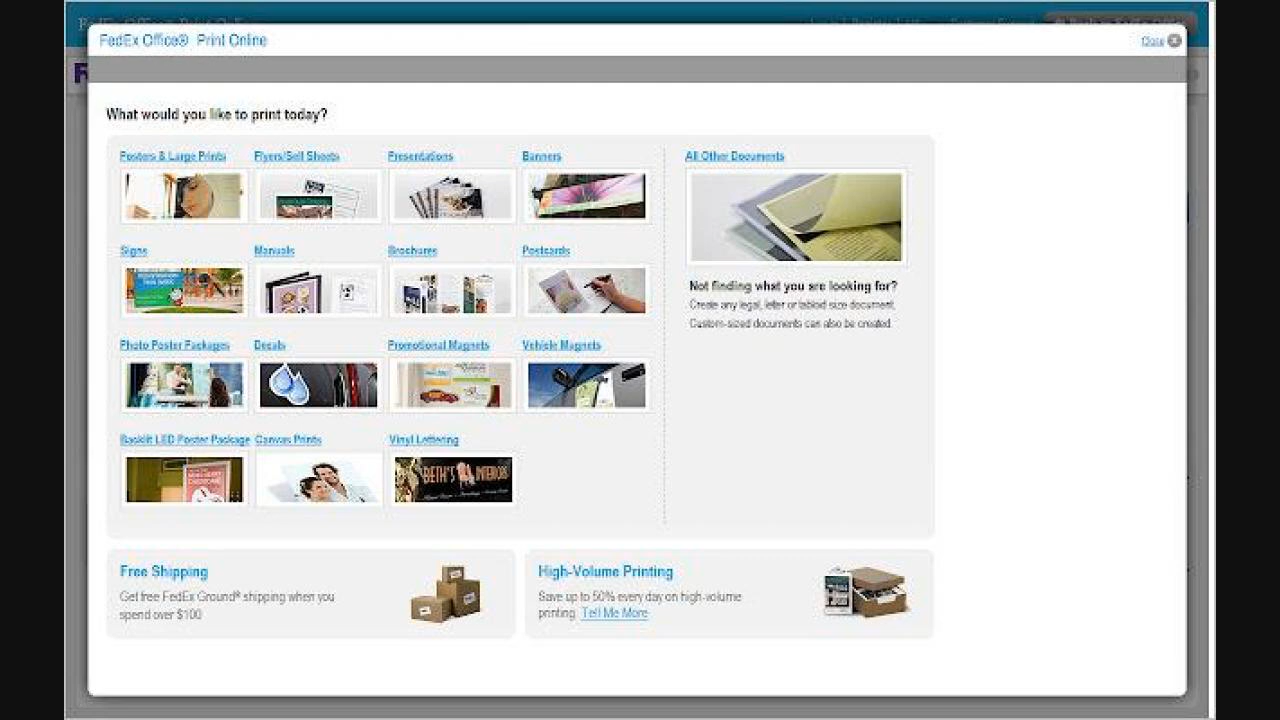 FedEx Office® Print Online
Close
What would you like to print today?
Posters & Large Prints
Flyers/Sell Sheets
Presentations
Banners
All Other Documents
Signs
Manuals
Brochures
Postcards
Not finding what you are looking for?
Create any legal, letter or tabloid size document.
Custom-sized documents can also be created.
Photo Poster Packages
Decals
Promotional Magnets
Vehicle Magnets
Backlit LED Poster Package
Canvas Prints
Vinyl Lettering
BETH'S INTERIOR
Free Shipping
Get free FedEx Ground® shipping when you
spend over $100
High-Volume Printing
Save up to 50% every day on high-volume
printing. Tell Me More